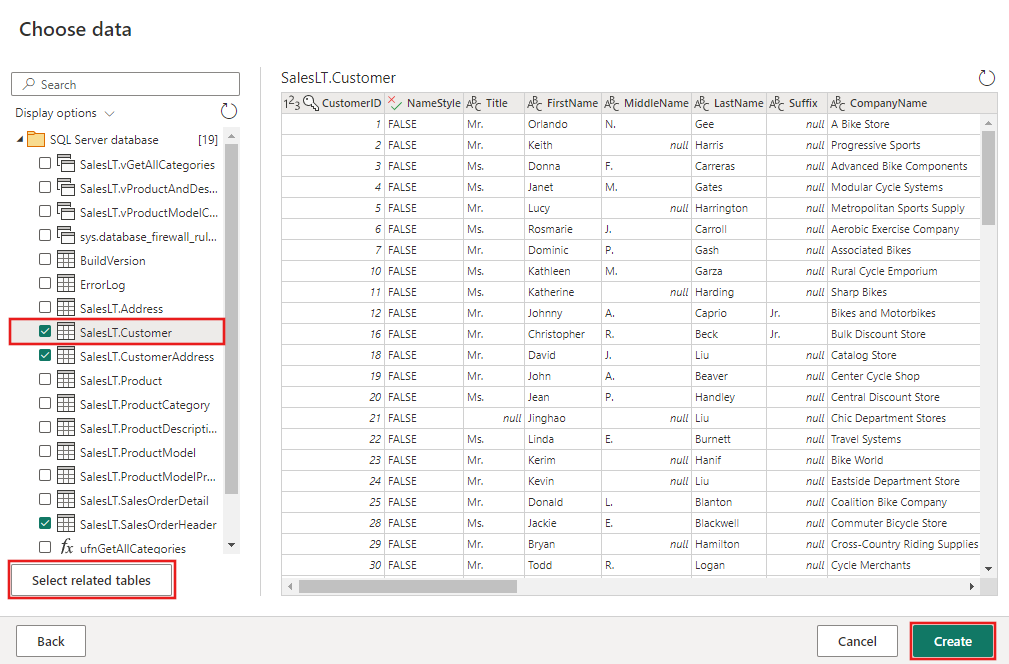 Choose data
Search
Display options
SQL Server database [19]
SalesLT.vGetAllCategories
SalesLT.vProductAndDes...
SalesLT.vProductModelC...
sys.database_firewall_rul...
BuildVersion
ErrorLog
SalesLT.Address
SalesLT.Customer
SalesLT.CustomerAddress
SalesLT.Product
SalesLT.ProductCategory
SalesLT.ProductDescripti...
SalesLT.ProductModel
SalesLT.ProductModelPr...
SalesLT.SalesOrderDetail
SalesLT.SalesOrderHeader
fx ufnGetAllCategories
Select related tables
SalesLT.Customer
123 CustomerID NameStyle ABC Title ABC FirstName ABC MiddleName ABC LastName ABC Suffix ABC CompanyName
1 FALSE Mr. Orlando N. Gee null A Bike Store
2 FALSE Mr. Keith null Harris null Progressive Sports
3 FALSE Ms. Donna F. Carreras null Advanced Bike Components
4 FALSE Ms. Janet M. Gates null Modular Cycle Systems
5 FALSE Mr. Lucy null Harrington null Metropolitan Sports Supply
6 FALSE Ms. Rosmarie J. Carroll null Aerobic Exercise Company
7 FALSE Mr. Dominic P. Gash null Associated Bikes
10 FALSE Ms. Kathleen M. Garza null Rural Cycle Emporium
11 FALSE Ms. Katherine null Harding null Sharp Bikes
12 FALSE Mr. Johnny A. Caprio Jr. Bikes and Motorbikes
16 FALSE Mr. Christopher R. Beck Jr. Bulk Discount Store
18 FALSE Mr. David J. Liu null Catalog Store
19 FALSE Mr. John A. Beaver null Center Cycle Shop
20 FALSE Ms. Jean P. Handley null Central Discount Store
21 FALSE null Jinghao null Liu null Chic Department Stores
22 FALSE Ms. Linda E. Burnett null Travel Systems
23 FALSE Mr. Kerim null Hanif null Bike World
24 FALSE Mr. Kevin null Liu null Eastside Department Store
25 FALSE Mr. Donald L. Blanton null Coalition Bike Company
28 FALSE Ms. Jackie E. Blackwell null Commuter Bicycle Store
29 FALSE Mr. Bryan null Hamilton null Cross-Country Riding Supplies
30 FALSE Mr. Todd R. Logan null Cycle Merchants
Back
Cancel
Create